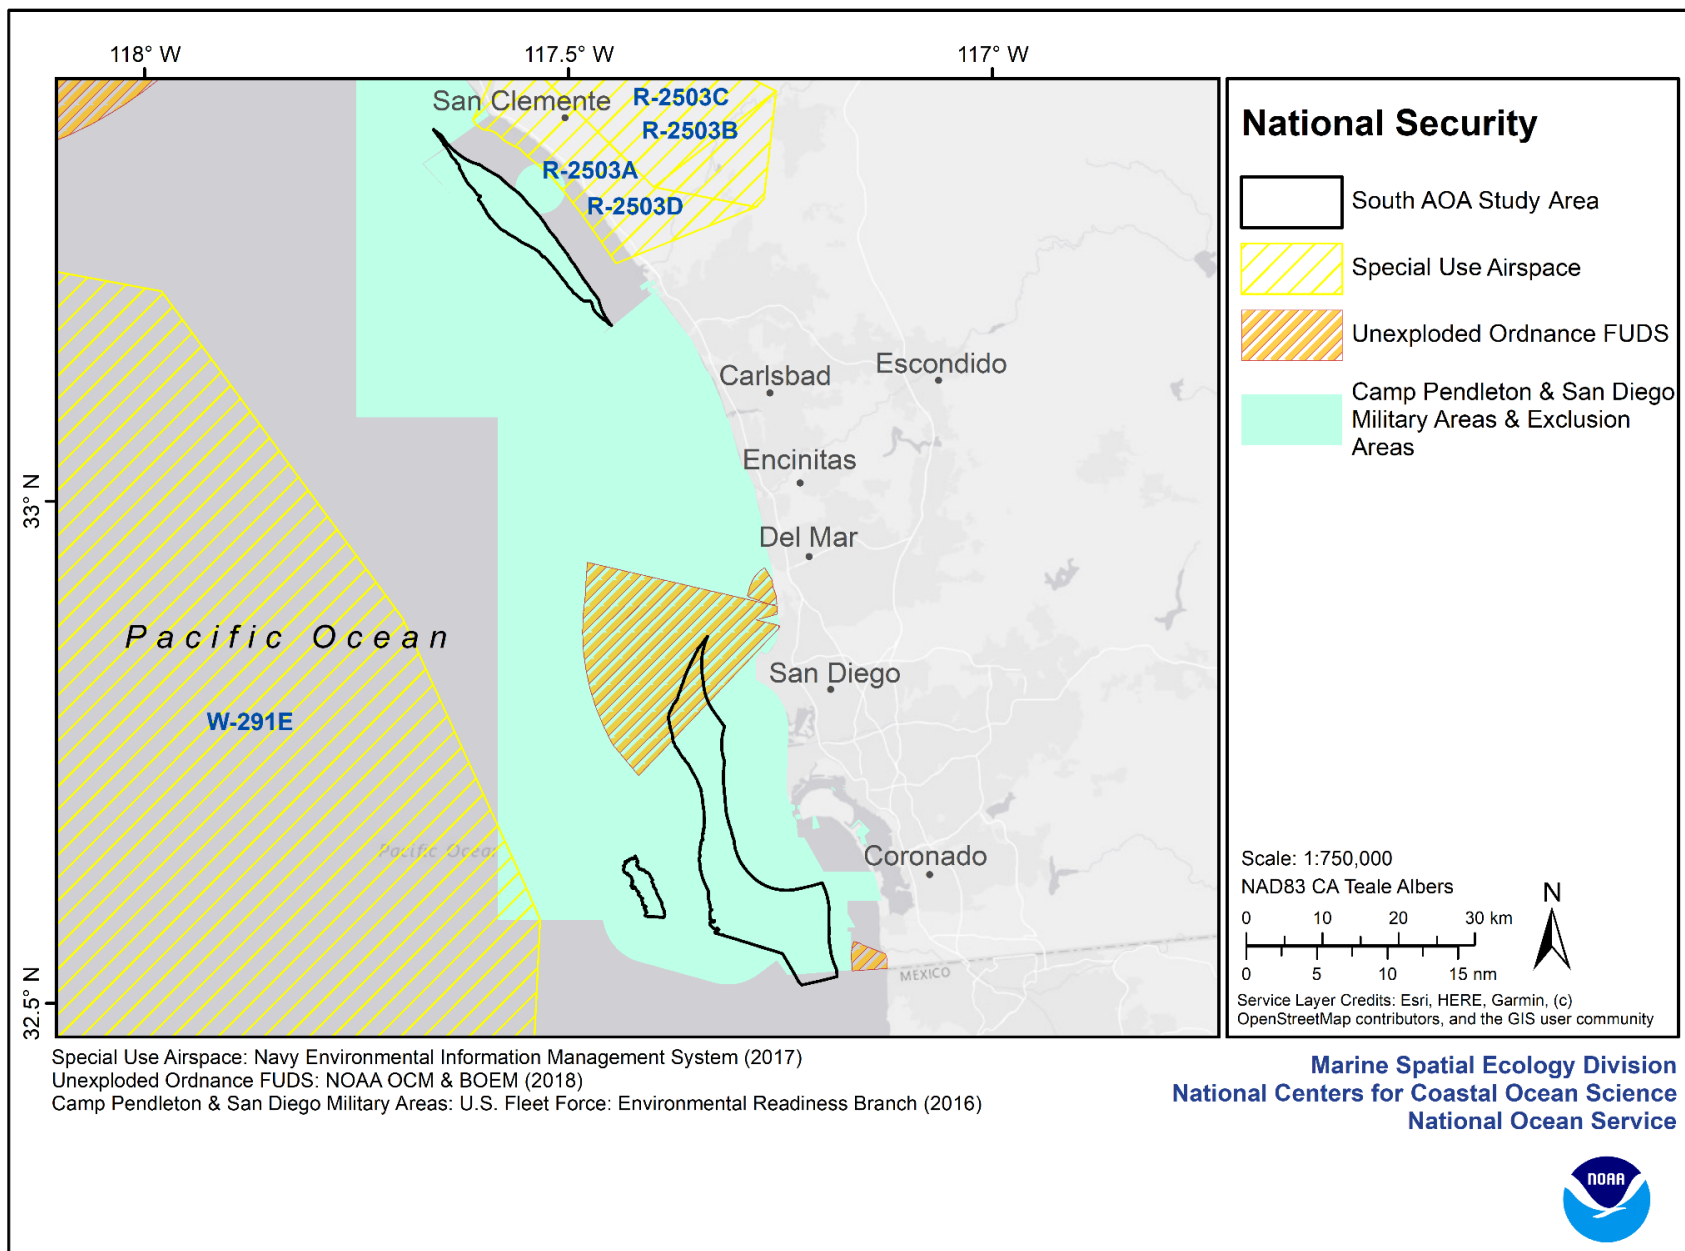 118° W
117.5° W
117° W
San Clemente
R-2503C
R-2503B
R-2503A
R-2503D
Carlsbad
Escondido
Encinitas
33° N
Del Mar
Pacific Ocean
San Diego
W-291E
Pacific Ocean
Coronado
MEXICO
32.5° N
National Security
South AOA Study Area
Special Use Airspace
Unexploded Ordnance FUDS
Camp Pendleton & San Diego
Military Areas & Exclusion
Areas
Scale: 1:750,000
NAD83 CA Teale Albers
N
0 10 20 30 km
0 5 10 15 nm
Service Layer Credits: Esri, HERE, Garmin, (c)
OpenStreetMap contributors, and the GIS user community
Special Use Airspace: Navy Environmental Information Management System (2017)
Unexploded Ordnance FUDS: NOAA OCM & BOEM (2018)
Camp Pendleton & San Diego Military Areas: U.S. Fleet Force: Environmental Readiness Branch (2016)
Marine Spatial Ecology Division
National Centers for Coastal Ocean Science
National Ocean Service
NOAA